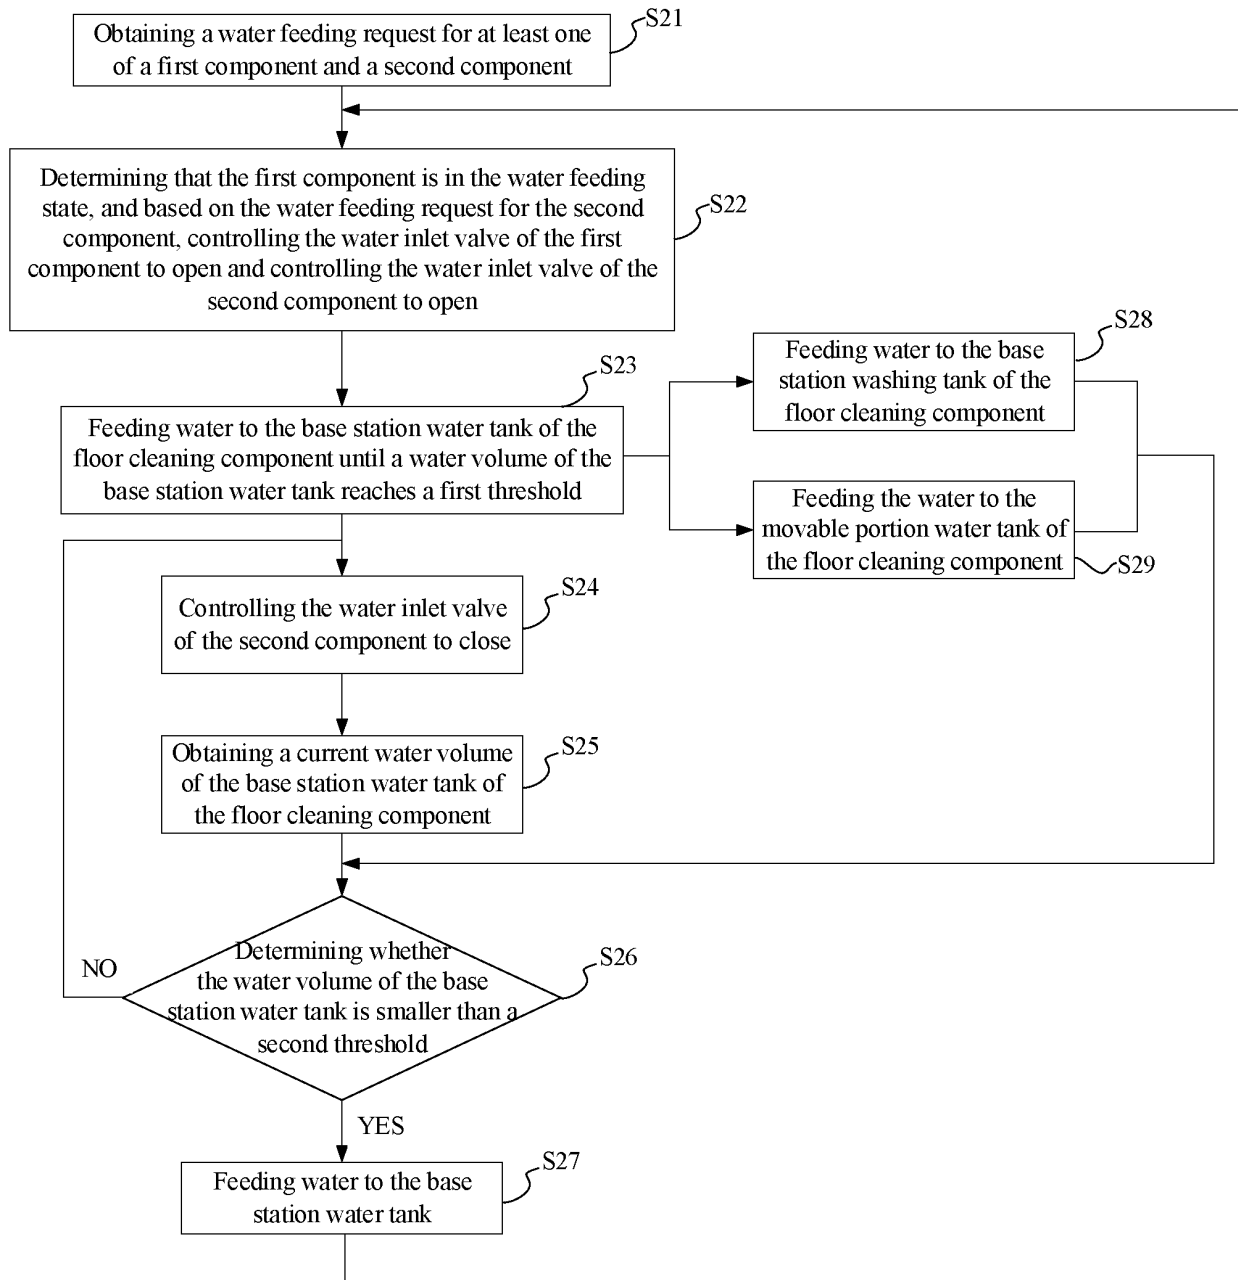 Obtaining a water feeding request for at least one
of a first component and a second component
S21
Determining that the first component is in the water feeding
state, and based on the water feeding request for the second
component, controlling the water inlet valve of the first
component to open and controlling the water inlet valve of the
second component to open
S22
Feeding water to the base station water tank of the
floor cleaning component until a water volume of the
base station water tank reaches a first threshold
S23
Feeding water to the base
station washing tank of the
floor cleaning component
S28
Feeding the water to the
movable portion water tank of
the floor cleaning component
S29
Controlling the water inlet valve
of the second component to close
S24
Obtaining a current water volume
of the base station water tank of
the floor cleaning component
S25
Determining whether
the water volume of the base
station water tank is smaller than a
second threshold
S26
NO
YES
Feeding water to the base
station water tank
S27